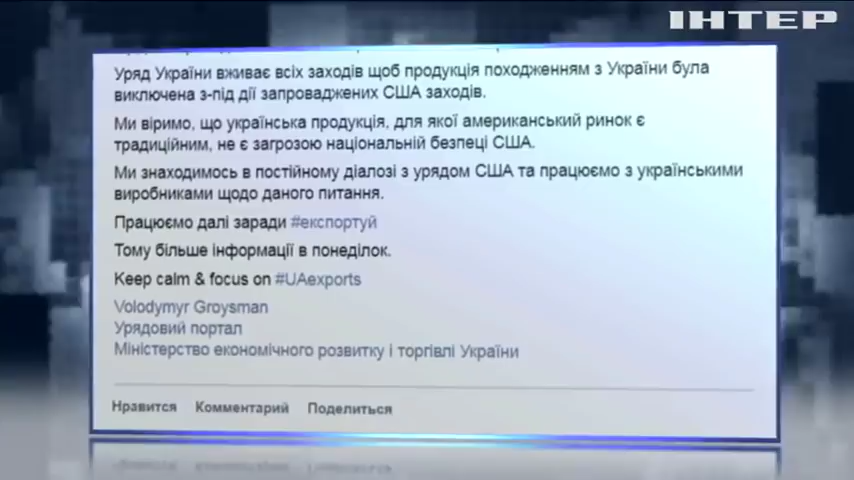 ІНТЕР
Уряд України вживає всіх заходів щоб продукція походженням з України була
виключена з-під дії запроваджених США заходів.
Ми віримо, що українська продукція, для якої американський ринок є
традиційним, не є загрозою національній безпеці США.
Ми знаходимось в постійному діалозі з урядом США та працюємо з українськими
виробниками щодо даного питання.
Працюємо далі заради #експортуй
Тому більше інформації в понеділок.
Keep calm & focus on #UAexports
Volodymyr Groysman
Урядовий портал
Міністерство економічного розвитку і торгівлі України
Нравится Комментарий Поделиться